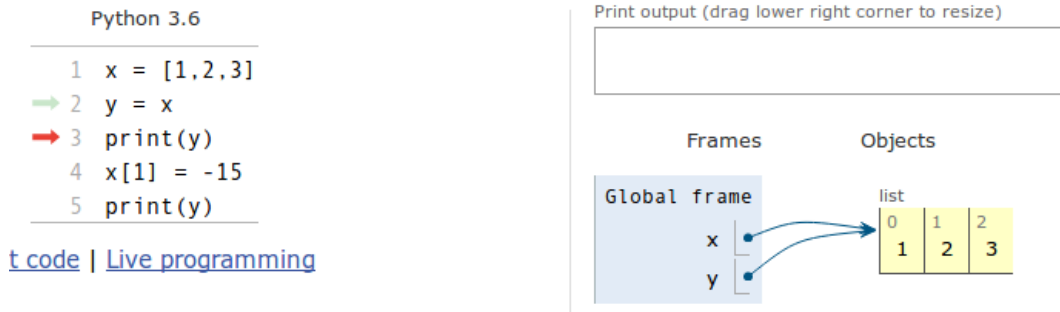 Python 3.6
1 x = [1,2,3]
2 y = x
3 print(y)
4 x[1] = -15
5 print(y)
t code | Live programming
Print output (drag lower right corner to resize)
Frames Objects
Global frame
x
y
list
0 1 2
1 2 3